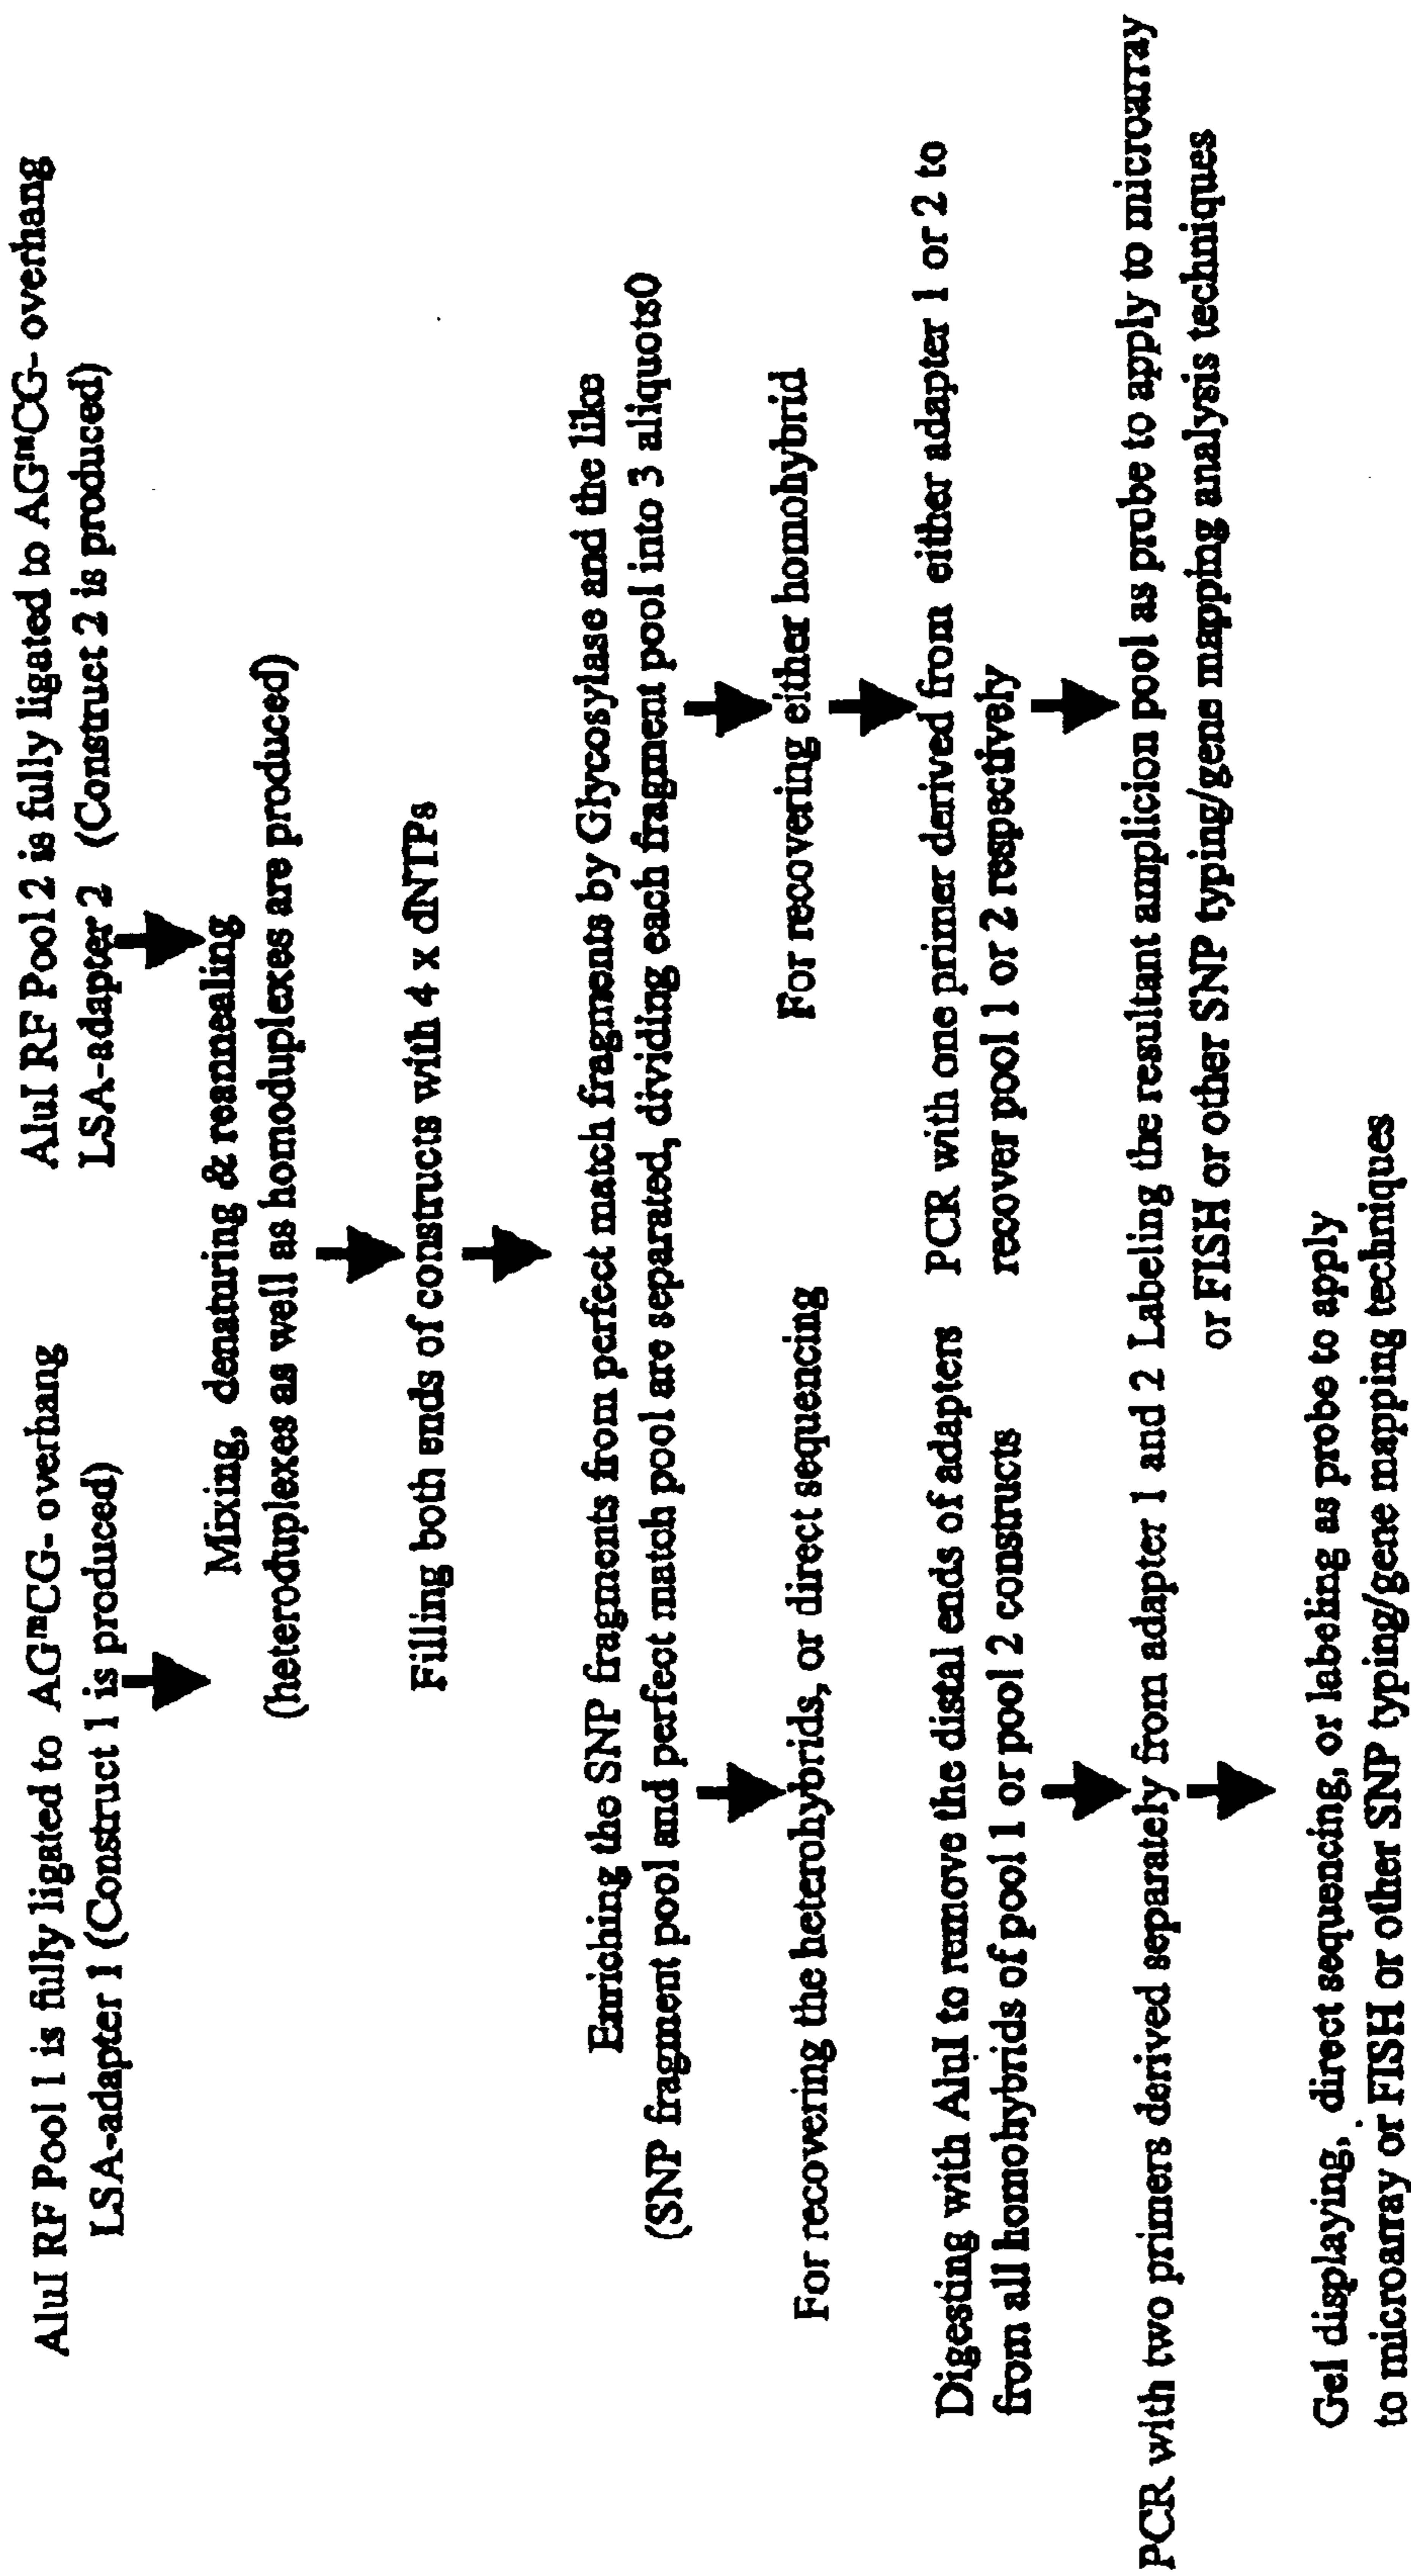 AluI RF Pool 1 is fully ligated to AGᵐCG- overhang
LSA-adapter 1 (Construct 1 is produced)
AluI RF Pool 2 is fully ligated to AGᵐCG- overhang
LSA-adapter 2 (Construct 2 is produced)
Mixing, denaturing & reannealing
(heteroduplexes as well as homoduplexes are produced)
Filling both ends of constructs with 4 x dNTPs
Enriching the SNP fragments from perfect match fragments by Glycosylase and the like
(SNP fragment pool and perfect match pool are separated, dividing each fragment pool into 3 aliquots0
For recovering the heterohybrids, or direct sequencing
For recovering either homohybrid
Digesting with AluI to remove the distal ends of adapters
from all homohybrids of pool 1 or pool 2 constructs
PCR with one primer derived from either adapter 1 or 2 to
recover pool 1 or 2 respectively
PCR with two primers derived separately from adapter 1 and 2
Labeling the resultant amplicion pool as probe to apply to microarray
or FISH or other SNP typing/gene mapping analysis techniques
Gel displaying, direct sequencing, or labeling as probe to apply
to microarray or FISH or other SNP typing/gene mapping techniques